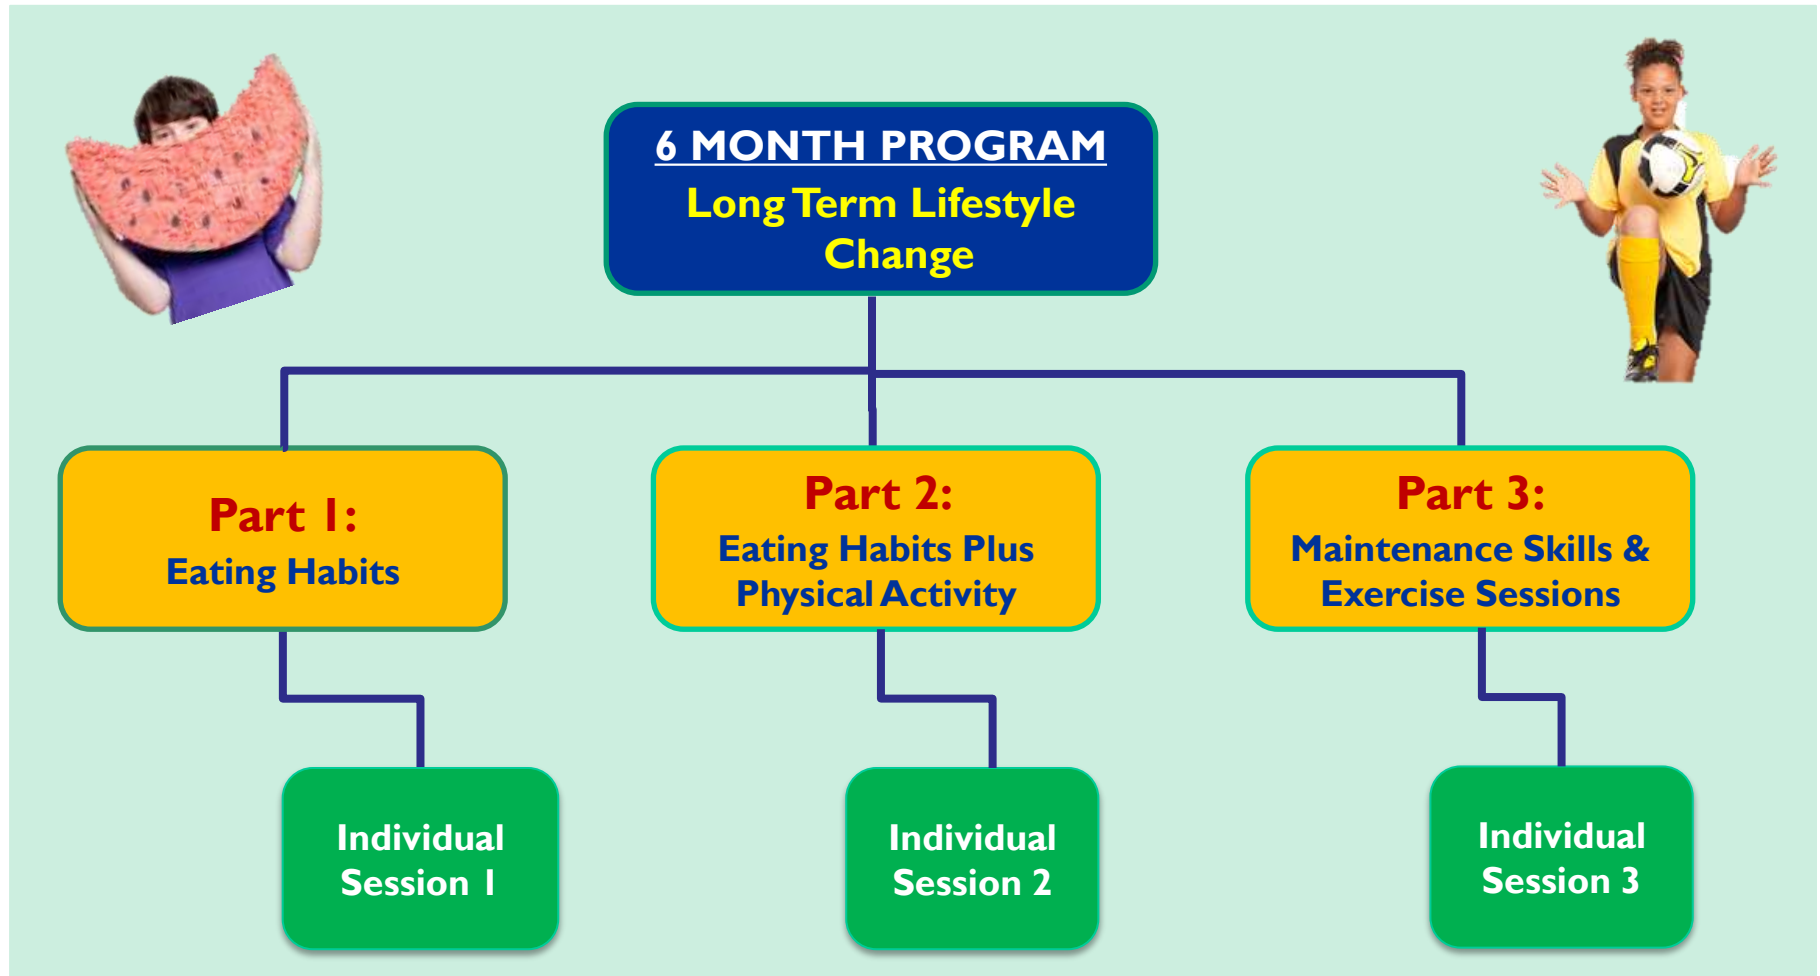 6 MONTH PROGRAM
Long Term Lifestyle
Change
Part 1:
Eating Habits
Part 2:
Eating Habits Plus
Physical Activity
Part 3:
Maintenance Skills &
Exercise Sessions
Individual
Session 1
Individual
Session 2
Individual
Session 3